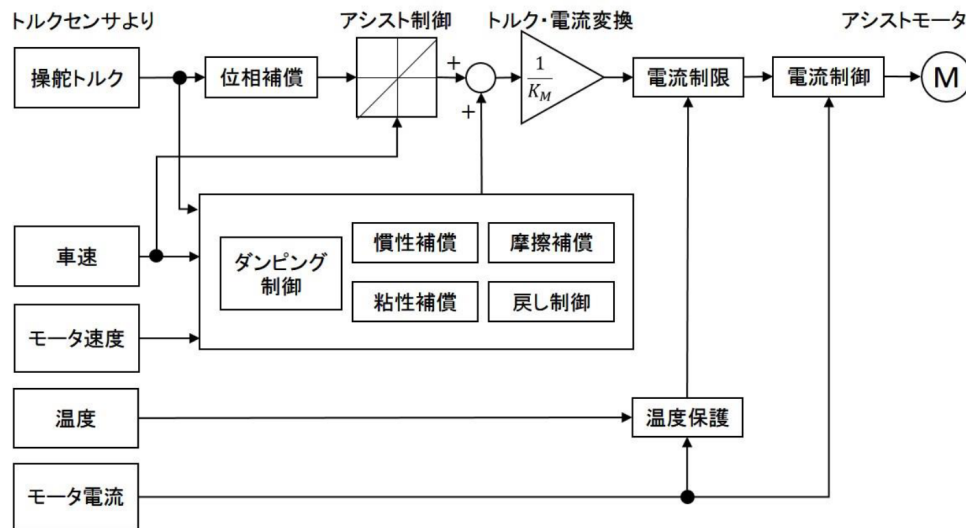 トルクセンサより
アシスト制御
トルク・電流変換
アシストモータ
操舵トルク
位相補償
+
+
1
K_M
電流制限
電流制御
M
車速
ダンピング
制御
慣性補償
摩擦補償
粘性補償
戻し制御
モータ速度
温度
温度保護
モータ電流